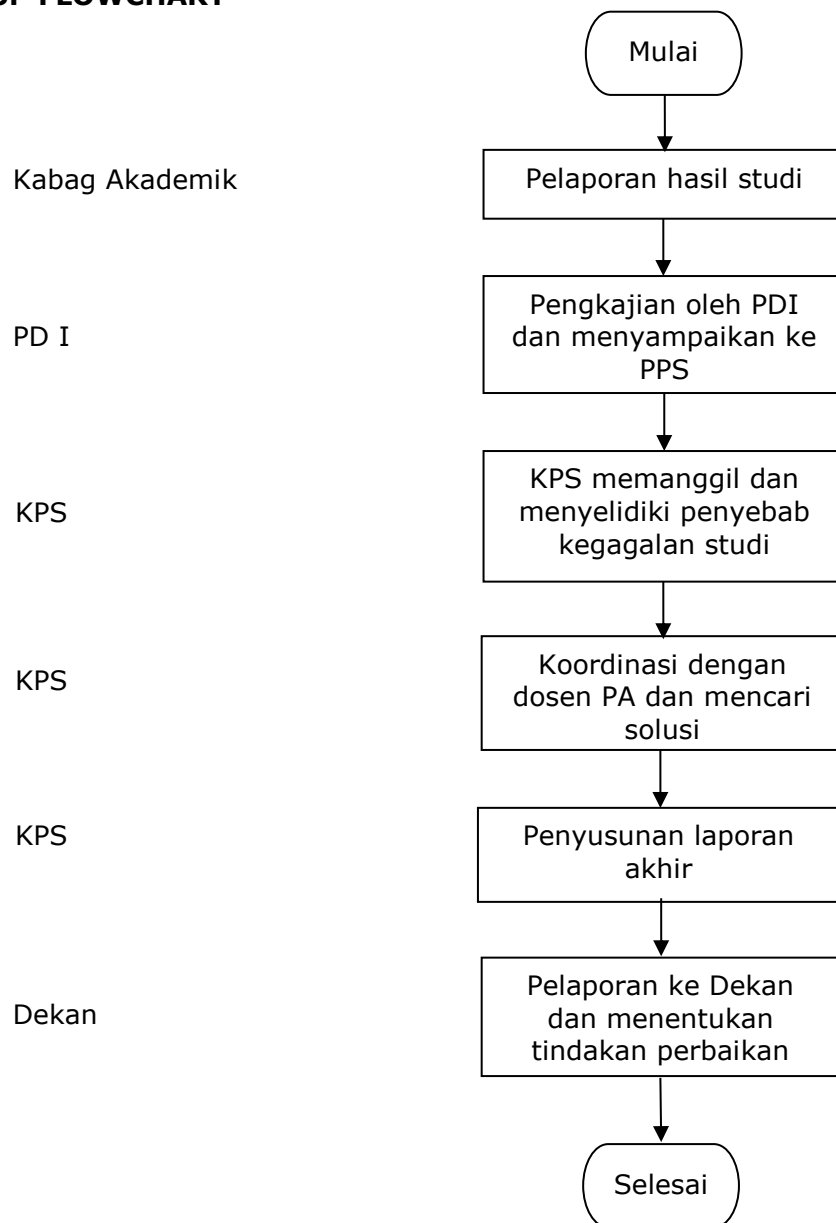 FLOWCHART
Mulai
Kabag Akademik
Pelaporan hasil studi
PD I
Pengkajian oleh PDI
dan menyampaikan ke
PPS
KPS
KPS memanggil dan
menyelidiki penyebab
kegagalan studi
KPS
Koordinasi dengan
dosen PA dan mencari
solusi
KPS
Penyusunan laporan
akhir
Dekan
Pelaporan ke Dekan
dan menentukan
tindakan perbaikan
Selesai